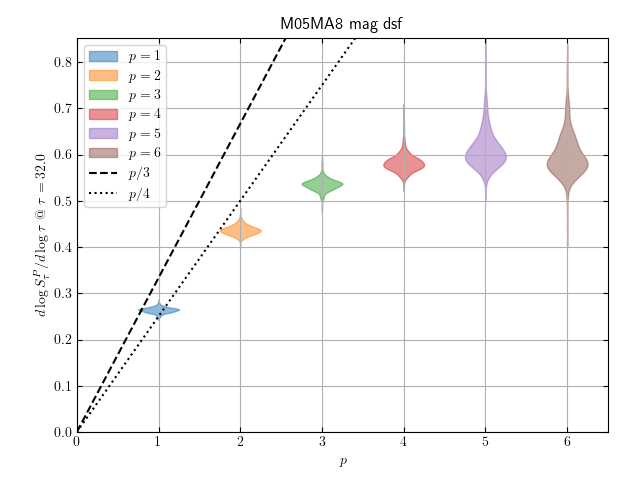 M05MA8 mag dsf
d log S_τ^P / d log τ @ τ = 32.0
0.8
0.7
0.6
0.5
0.4
0.3
0.2
0.1
0.0
p = 1
p = 2
p = 3
p = 4
p = 5
p = 6
p/3
p/4
0 1 2 3 4 5 6
p